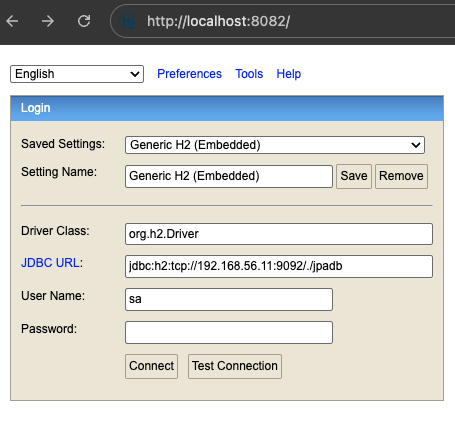 http://localhost:8082/
English Preferences Tools Help
Login
Saved Settings: Generic H2 (Embedded)
Setting Name: Generic H2 (Embedded) Save Remove
Driver Class: org.h2.Driver
JDBC URL: jdbc:h2:tcp://192.168.56.11:9092/./jpadb
User Name: sa
Password:
Connect Test Connection